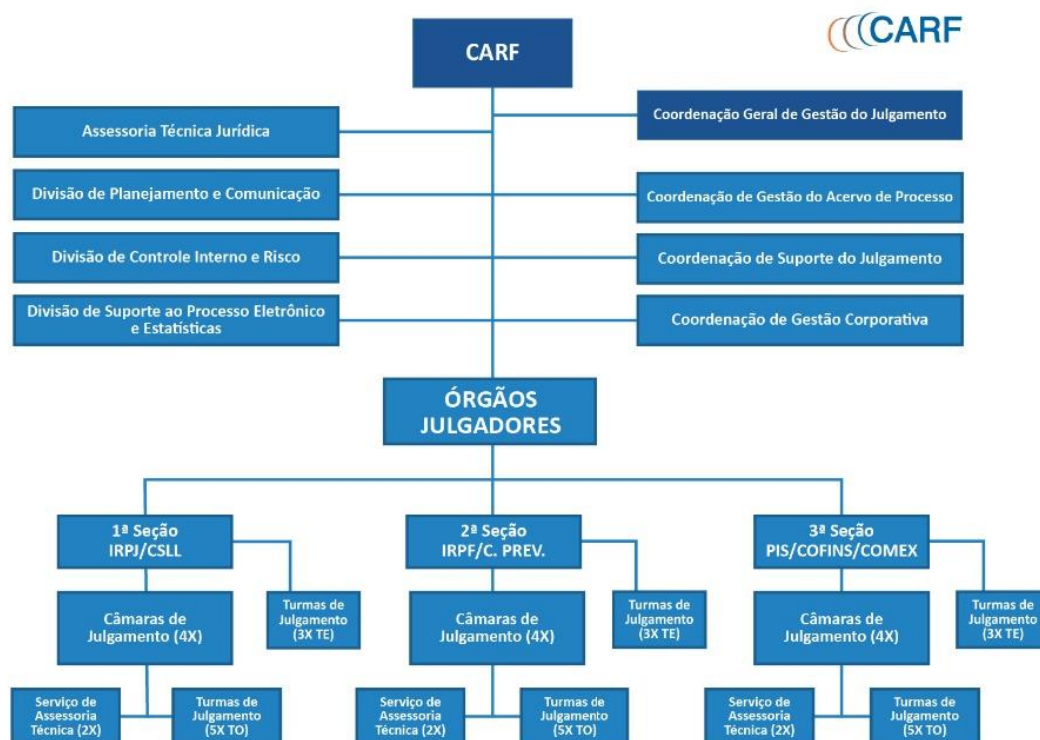 CARF
CARF
Assessoria Técnica Jurídica
Coordenação Geral de Gestão do Julgamento
Divisão de Planejamento e Comunicação
Coordenação de Gestão do Acervo de Processo
Divisão de Controle Interno e Risco
Coordenação de Suporte do Julgamento
Divisão de Suporte ao Processo Eletrônico
e Estatísticas
Coordenação de Gestão Corporativa
ÓRGÃOS
JULGADORES
1ª Seção
IRPJ/CSLL
2ª Seção
IRPF/C. PREV.
3ª Seção
PIS/COFINS/COMEX
Câmaras de
Julgamento (4X)
Turmas de
Julgamento
(3X TE)
Câmaras de
Julgamento (4X)
Turmas de
Julgamento
(3X TE)
Câmaras de
Julgamento (4X)
Turmas de
Julgamento
(3X TE)
Serviço de
Assessoria
Técnica (2X)
Turmas de
Julgamento
(5X TO)
Serviço de
Assessoria
Técnica (2X)
Turmas de
Julgamento
(5X TO)
Serviço de
Assessoria
Técnica (2X)
Turmas de
Julgamento
(5X TO)